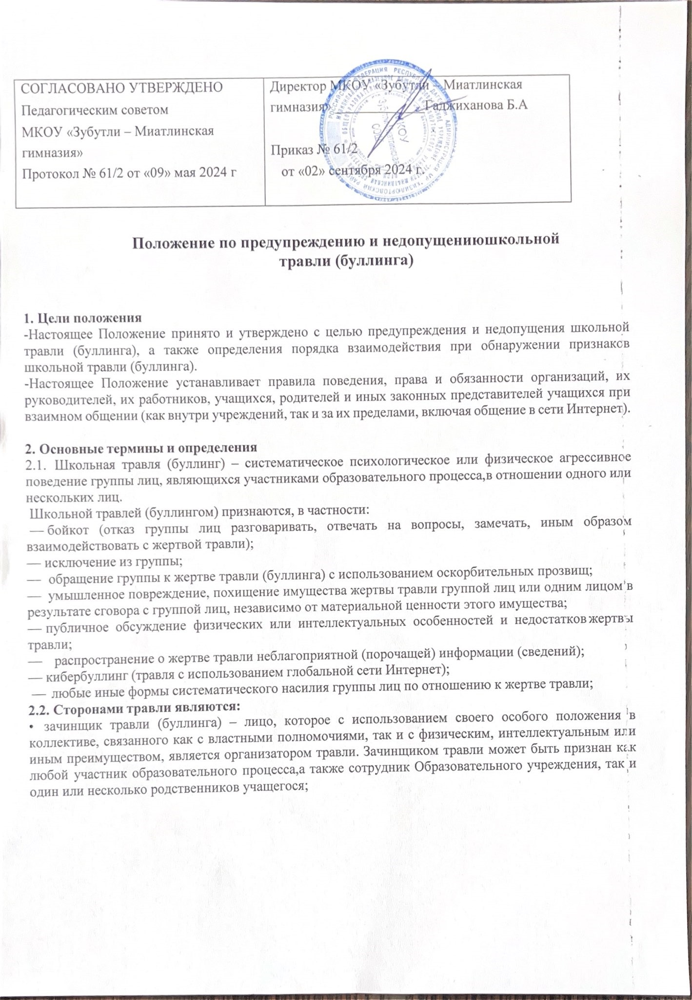 СОГЛАСОВАНО УТВЕРЖДЕНО
Педагогическим советом
МКОУ «Зубутли – Миатлинская
гимназия»
Протокол № 61/2 от «09» мая 2024 г
Директор МКОУ «Зубутли – Миатлинская
гимназия» Гаджиханова Б.А
Приказ № 61/2
от «02» сентября 2024 г.
Положение по предупреждению и недопущениюшкольной
травли (буллинга)
1. Цели положения
-Настоящее Положение принято и утверждено с целью предупреждения и недопущения школьной
травли (буллинга), а также определения порядка взаимодействия при обнаружении признаков
школьной травли (буллинга).
-Настоящее Положение устанавливает правила поведения, права и обязанности организаций, их
руководителей, их работников, учащихся, родителей и иных законных представителей учащихся при
взаимном общении (как внутри учреждений, так и за их пределами, включая общение в сети Интернет).
2. Основные термины и определения
2.1. Школьная травля (буллинг) – систематическое психологическое или физическое агрессивное
поведение группы лиц, являющихся участниками образовательного процесса,в отношении одного или
нескольких лиц.
Школьной травлей (буллингом) признаются, в частности:
— бойкот (отказ группы лиц разговаривать, отвечать на вопросы, замечать, иным образом
взаимодействовать с жертвой травли);
— исключение из группы;
— обращение группы к жертве травли (буллинга) с использованием оскорбительных прозвищ;
— умышленное повреждение, похищение имущества жертвы травли группой лиц или одним лицом в
результате сговора с группой лиц, независимо от материальной ценности этого имущества;
— публичное обсуждение физических или интеллектуальных особенностей и недостатков жертвы
травли;
— распространение о жертве травли неблагоприятной (порочащей) информации (сведений);
— кибербуллинг (травля с использованием глобальной сети Интернет);
— любые иные формы систематического насилия группы лиц по отношению к жертве травли;
2.2. Сторонами травли являются:
• зачинщик травли (буллинга) – лицо, которое с использованием своего особого положения в
коллективе, связанного как с властными полномочиями, так и с физическим, интеллектуальным или
иным преимуществом, является организатором травли. Зачинщиком травли может быть признан как
любой участник образовательного процесса,а также сотрудник Образовательного учреждения, так и
один или несколько родственников учащегося;